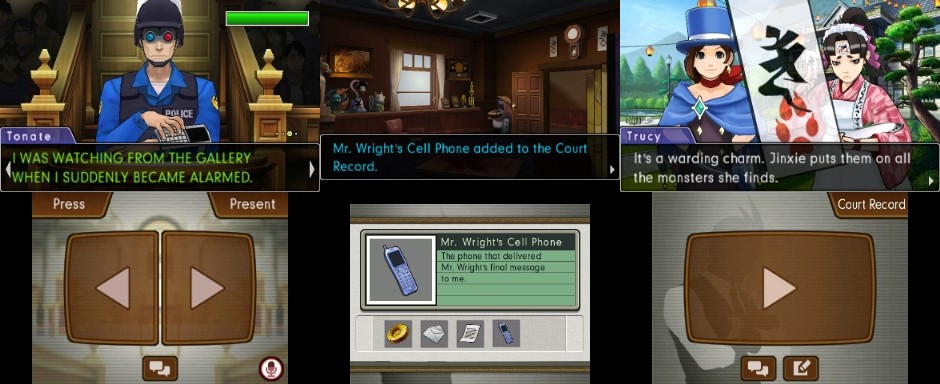 POLICE
Tonate
I WAS WATCHING FROM THE GALLERY
WHEN I SUDDENLY BECAME ALARMED.
Press
Present
Mr. Wright's Cell Phone added to the Court
Record.
Mr. Wright's Cell Phone
The phone that delivered
Mr. Wright's final message
to me.
Trucy
It's a warding charm. Jinxie puts them on all
the monsters she finds.
Court Record